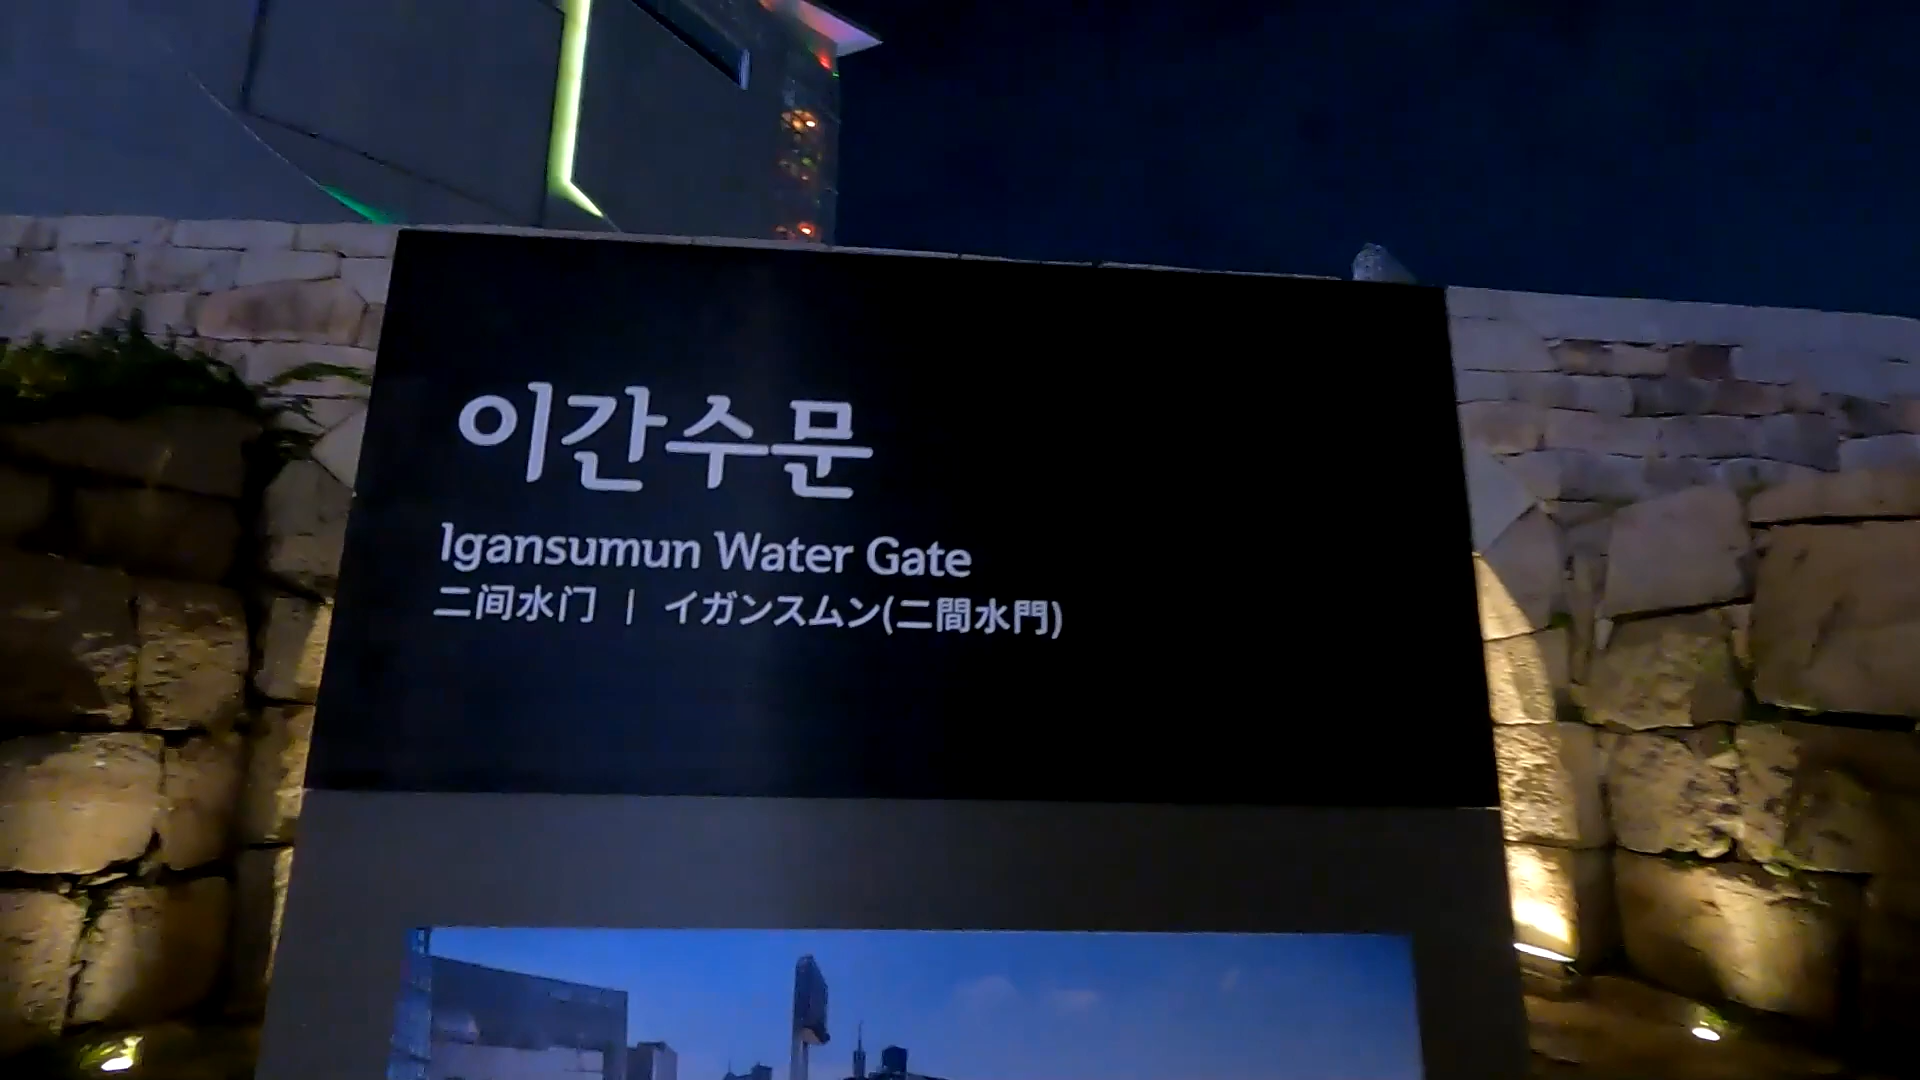 이간수문
Igansumun Water Gate
二间水门 | イガンスムン(二間水門)